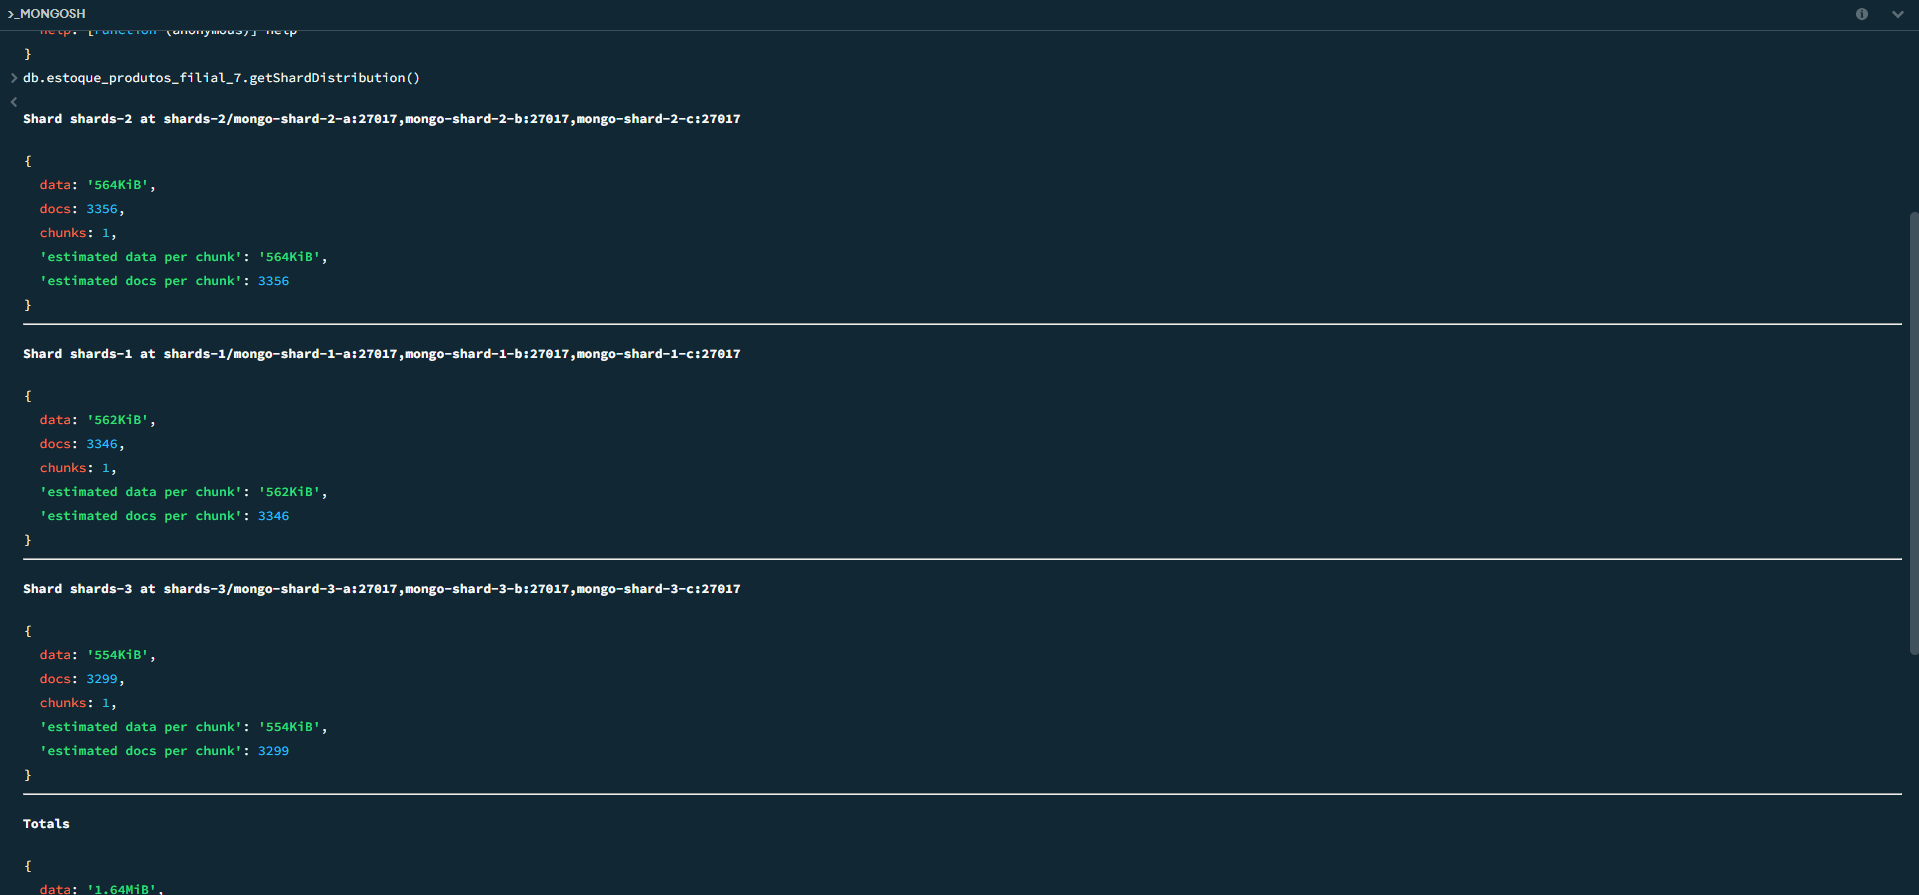 >_MONGOSH
help: [Function (anonymous)] help
}
> db.estoque_produtos_filial_7.getShardDistribution()
<
Shard shards-2 at shards-2/mongo-shard-2-a:27017,mongo-shard-2-b:27017,mongo-shard-2-c:27017
{
  data: '564KiB',
  docs: 3356,
  chunks: 1,
  'estimated data per chunk': '564KiB',
  'estimated docs per chunk': 3356
}
Shard shards-1 at shards-1/mongo-shard-1-a:27017,mongo-shard-1-b:27017,mongo-shard-1-c:27017
{
  data: '562KiB',
  docs: 3346,
  chunks: 1,
  'estimated data per chunk': '562KiB',
  'estimated docs per chunk': 3346
}
Shard shards-3 at shards-3/mongo-shard-3-a:27017,mongo-shard-3-b:27017,mongo-shard-3-c:27017
{
  data: '554KiB',
  docs: 3299,
  chunks: 1,
  'estimated data per chunk': '554KiB',
  'estimated docs per chunk': 3299
}
Totals
{
  data: '1.64MiB',